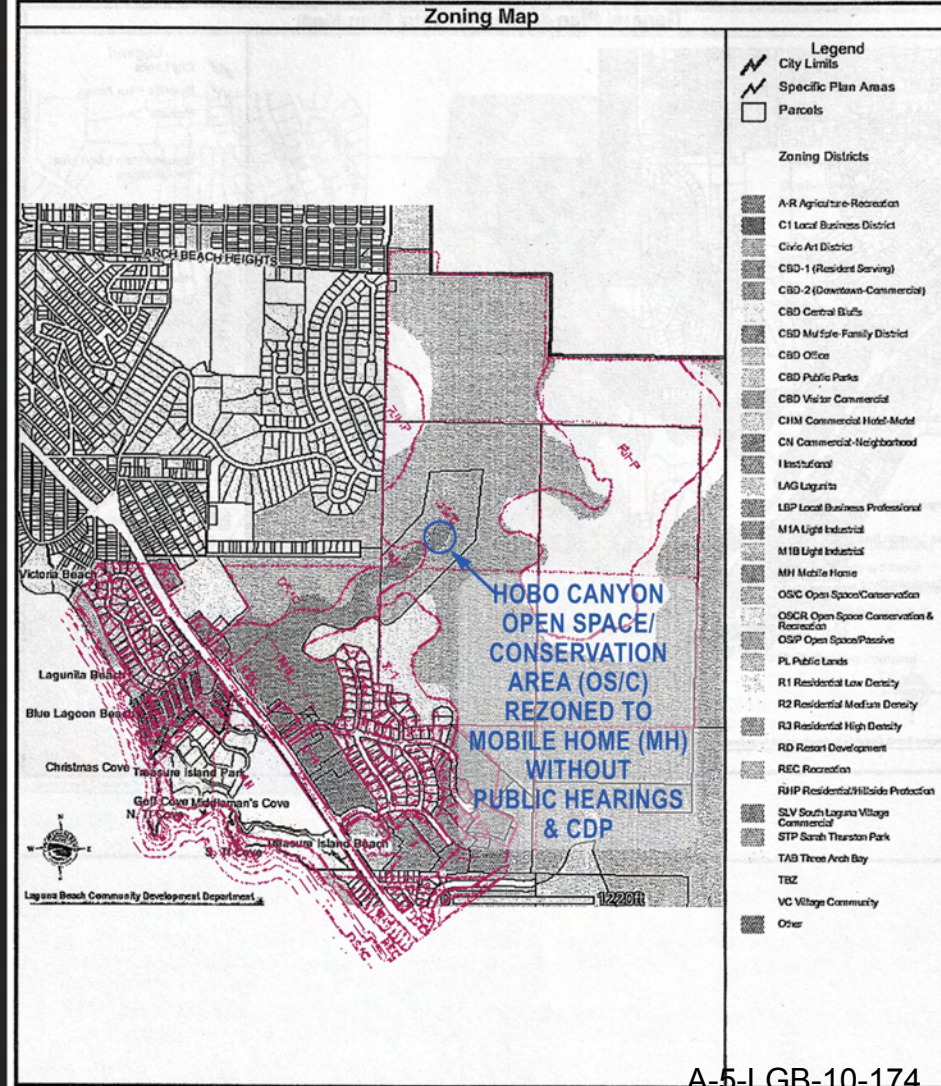 Zoning Map
Legend
City Limits
Specific Plan Areas
Parcels
Zoning Districts
A-R Agriculture-Recreation
C1 Local Business District
Civic Art District
CBD-1 (Resident Serving)
CBD-2 (Downtown-Commercial)
CBD Central Bluffs
CBD Multiple-Family District
CBD Office
CBD Public Parks
CBD Visitor Commercial
CHM Commercial Hotel-Motel
CN Commercial-Neighborhood
I Institutional
LAG Lagunita
LBP Local Business Professional
M1A Light Industrial
M1B Light Industrial
MH Mobile Home
OS/C Open Space/Conservation
OSCR Open Space Conservation &
Recreation
OS/P Open Space/Passive
PL Public Lands
R1 Residential Low Density
R2 Residential Medium Density
R3 Residential High Density
RD Resort Development
REC Recreation
RHP Residential/Hillside Protection
SLV South Laguna Village
Commercial
STP Sarah Thurston Park
TAB Three Arch Bay
TBZ
VC Village Community
Other
ARCH BEACH HEIGHTS
R/H-P
R/H-P
HOBO CANYON
OPEN SPACE/
CONSERVATION
AREA (OS/C)
REZONED TO
MOBILE HOME (MH)
WITHOUT
PUBLIC HEARINGS
& CDP
Victoria Beach
Lagunita Beach
Blue Lagoon Beach
Christmas Cove
Treasure Island Park
Goff Cove
Middleman's Cove
N. TI Cove
S. TI Cove
Treasure Island Beach
N
W
E
S
Laguna Beach Community Development Department
0
1220ft
A-5-LGB-10-174